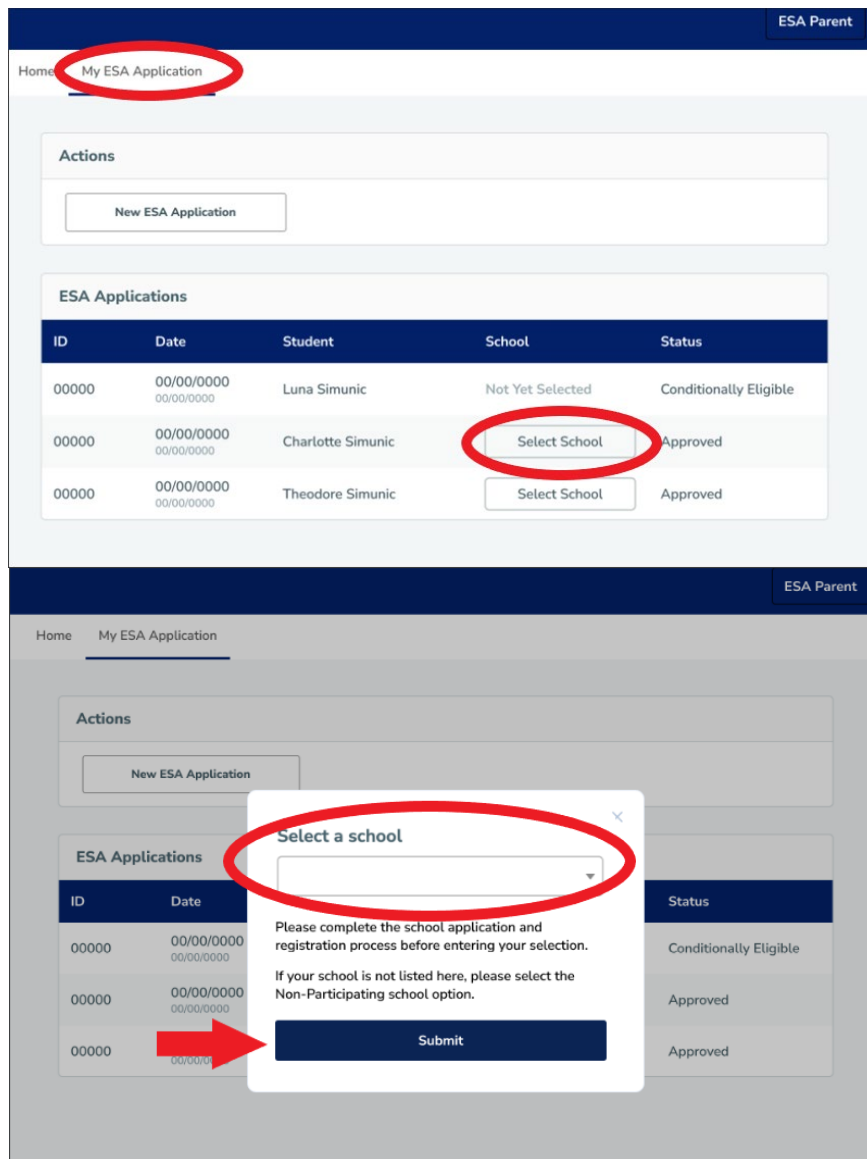 ESA Parent
Home My ESA Application
Actions
New ESA Application
ESA Applications
ID Date Student School Status
00000 00/00/0000 Luna Simunic Not Yet Selected Conditionally Eligible
00/00/0000
00000 00/00/0000 Charlotte Simunic Select School Approved
00/00/0000
00000 00/00/0000 Theodore Simunic Select School Approved
00/00/0000
ESA Parent
Home My ESA Application
Actions
New ESA Application
Select a school
ESA Applications
ID Date Status
Please complete the school application and
registration process before entering your selection.
00000 00/00/0000 Conditionally Eligible
00/00/0000
If your school is not listed here, please select the
Non-Participating school option.
00000 00/00/0000 Approved
00/00/0000
Submit
00000 Approved